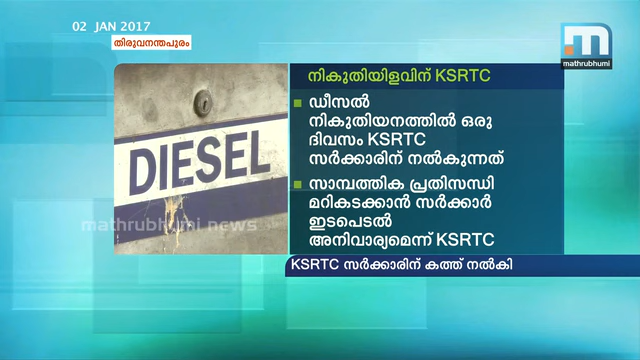 02 JAN 2017
തിരുവനന്തപുരം
mathrubhumi
നികുതിയിളവിന് KSRTC
ഡീസൽ
നികുതിയനത്തിൽ ഒരു
ദിവസം KSRTC
സർക്കാരിന് നൽകുന്നത്
സാമ്പത്തിക പ്രതിസന്ധി
മറികടക്കാൻ സർക്കാർ
ഇടപെടൽ
അനിവാര്യമെന്ന് KSRTC
DIESEL
mathrubhumi news
KSRTC സർക്കാരിന് കത്ത് നൽകി